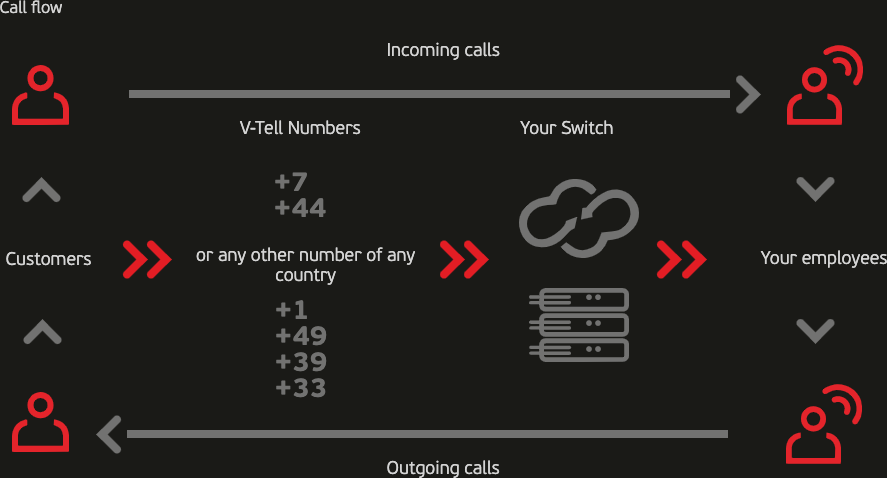 Call flow
Incoming calls
V-Tell Numbers
Your Switch
+7
+44
Customers
or any other number of any
country
Your employees
+1
+49
+39
+33
Outgoing calls